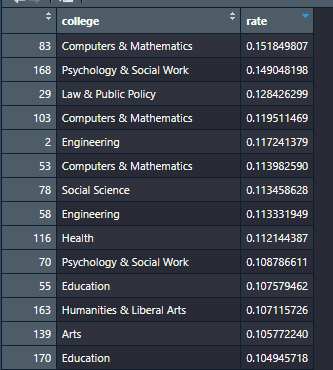 college rate
83 Computers & Mathematics 0.151849807
168 Psychology & Social Work 0.149048198
29 Law & Public Policy 0.128426299
103 Computers & Mathematics 0.119511469
2 Engineering 0.117241379
53 Computers & Mathematics 0.113982590
78 Social Science 0.113458628
58 Engineering 0.113331949
116 Health 0.112144387
70 Psychology & Social Work 0.108786611
55 Education 0.107579462
163 Humanities & Liberal Arts 0.107115726
139 Arts 0.105772240
170 Education 0.104945718